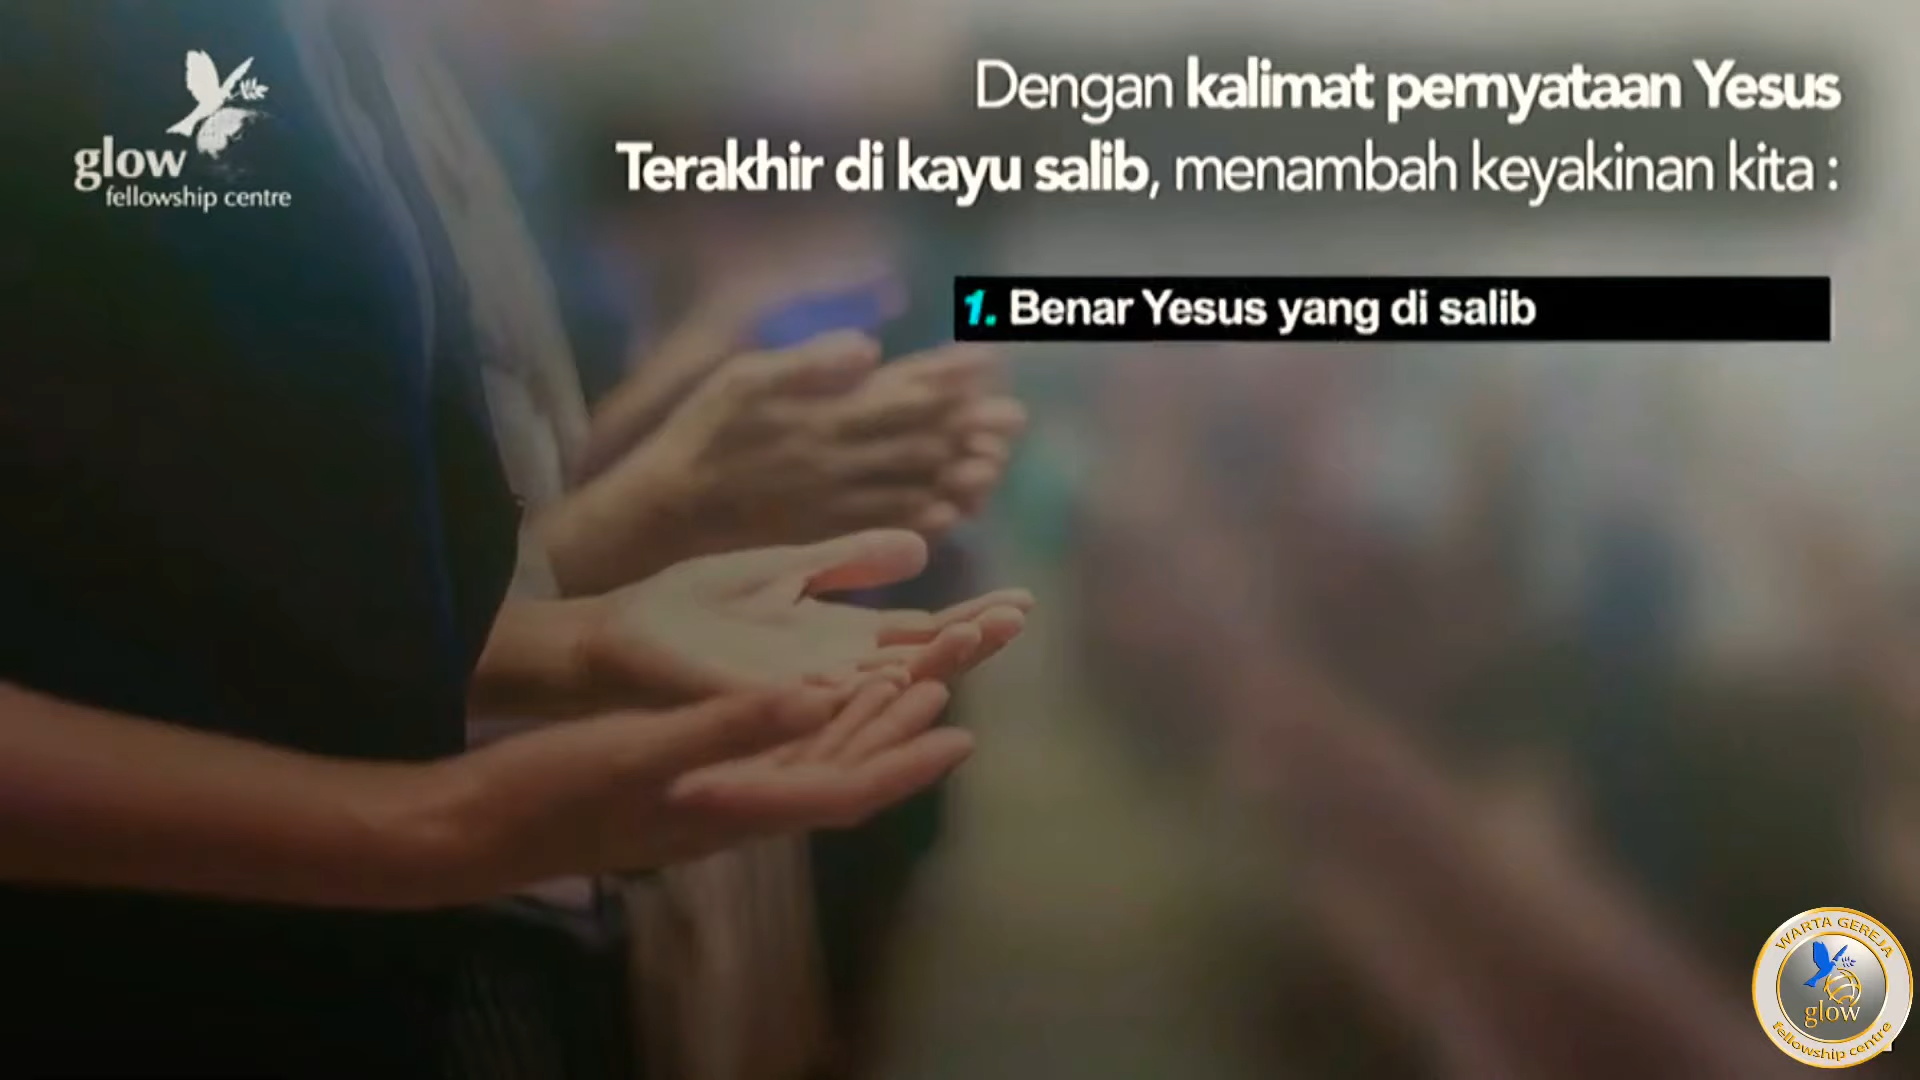 glow
fellowship centre
Dengan kalimat pernyataan Yesus
Terakhir di kayu salib, menambah keyakinan kita :
1. Benar Yesus yang di salib
WARTA GEREJA
glow
fellowship centre